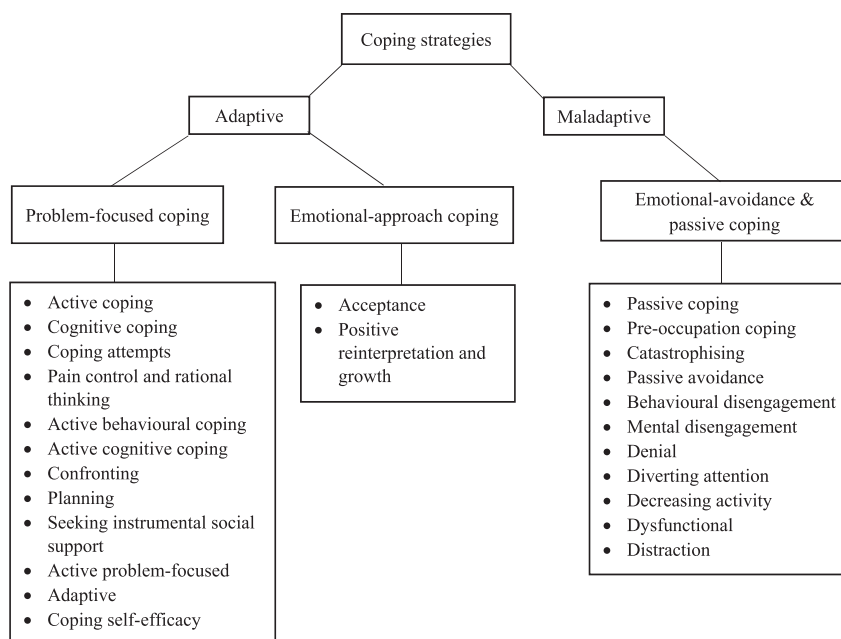 Coping strategies
Adaptive
Maladaptive
Problem-focused coping
Emotional-approach coping
Emotional-avoidance &
passive coping
• Active coping
• Cognitive coping
• Coping attempts
• Pain control and rational
thinking
• Active behavioural coping
• Active cognitive coping
• Confronting
• Planning
• Seeking instrumental social
support
• Active problem-focused
• Adaptive
• Coping self-efficacy
• Acceptance
• Positive
reinterpretation and
growth
• Passive coping
• Pre-occupation coping
• Catastrophising
• Passive avoidance
• Behavioural disengagement
• Mental disengagement
• Denial
• Diverting attention
• Decreasing activity
• Dysfunctional
• Distraction